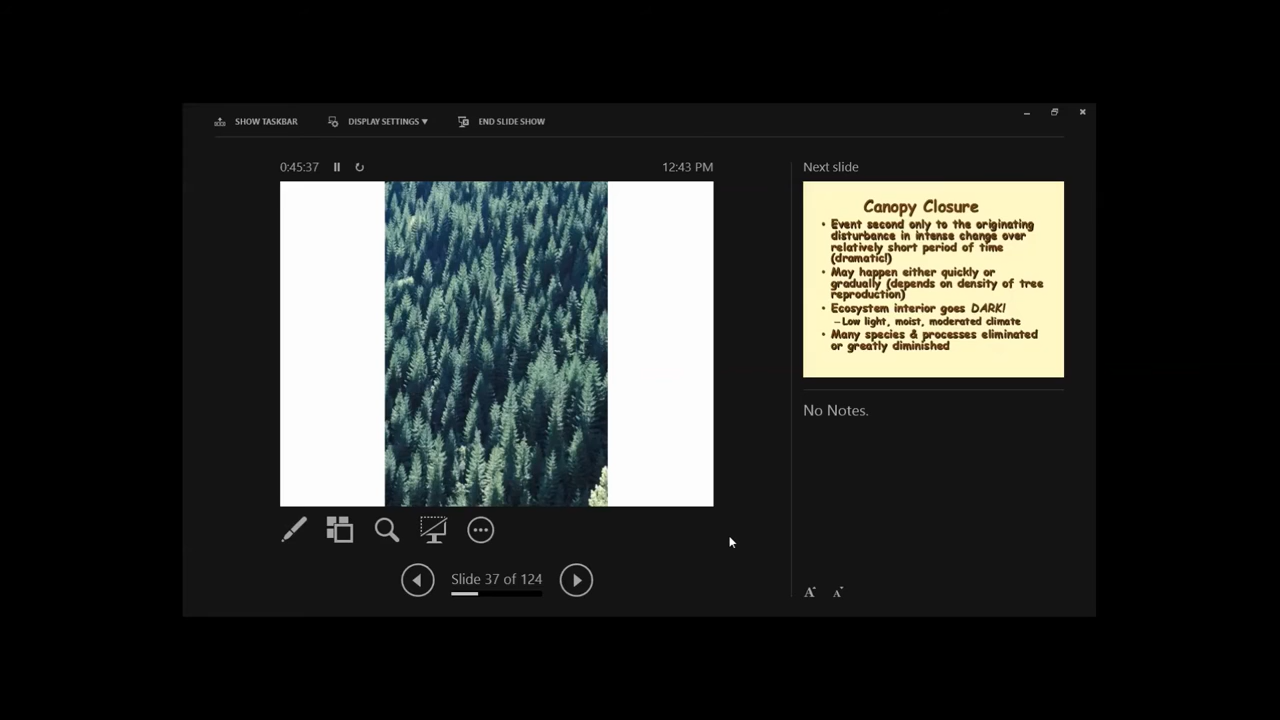 SHOW TASKBAR
DISPLAY SETTINGS ▼
END SLIDE SHOW
0:45:37
12:43 PM
Next slide
Canopy Closure
• Event second only to the originating
disturbance in intense change over
relatively short period of time
(dramatic!)
• May happen either quickly or
gradually (depends on density of tree
reproduction)
• Ecosystem interior goes DARK!
–Low light, moist, moderated climate
• Many species & processes eliminated
or greatly diminished
No Notes.
Slide 37 of 124
A A